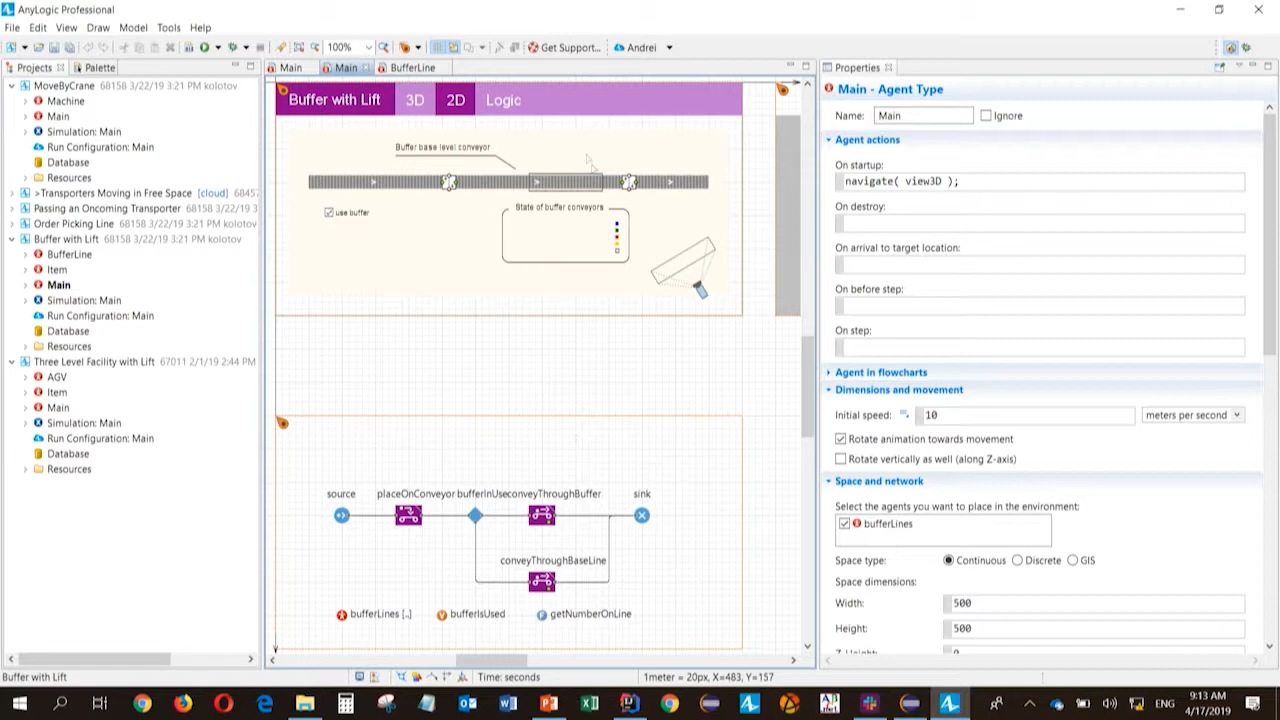 AnyLogic Professional
File Edit View Draw Model Tools Help
100% Get Support... Andrei
Projects Palette
MoveByCrane 68158 3/22/19 3:21 PM kolotov
Machine
Main
Simulation: Main
Run Configuration: Main
Database
Resources
>Transporters Moving in Free Space [cloud] 6845
Passing an Oncoming Transporter 68158 3/22/19 3
Order Picking Line 68158 3/22/19 3:21 PM kolotov
Buffer with Lift 68158 3/22/19 3:21 PM kolotov
BufferLine
Item
Main
Simulation: Main
Run Configuration: Main
Database
Resources
Three Level Facility with Lift 67011 2/1/19 2:44 PM
AGV
Item
Main
Simulation: Main
Run Configuration: Main
Database
Resources
Main Main BufferLine
Buffer with Lift 3D 2D Logic
Buffer base level conveyor
use buffer
State of buffer conveyors
source placeOnConveyor bufferInUse conveyThroughBuffer sink
conveyThroughBaseLine
bufferLines [..] bufferIsUsed getNumberOnLine
Properties
Main - Agent Type
Name: Main Ignore
Agent actions
On startup:
navigate( view3D );
On destroy:
On arrival to target location:
On before step:
On step:
Agent in flowcharts
Dimensions and movement
Initial speed: 10 meters per second
Rotate animation towards movement
Rotate vertically as well (along Z-axis)
Space and network
Select the agents you want to place in the environment:
bufferLines
Space type: Continuous Discrete GIS
Space dimensions:
Width: 500
Height: 500
Z-Height: 0
Buffer with Lift Time: seconds 1meter = 20px, X=483, Y=157
ENG 9:13 AM
4/17/2019